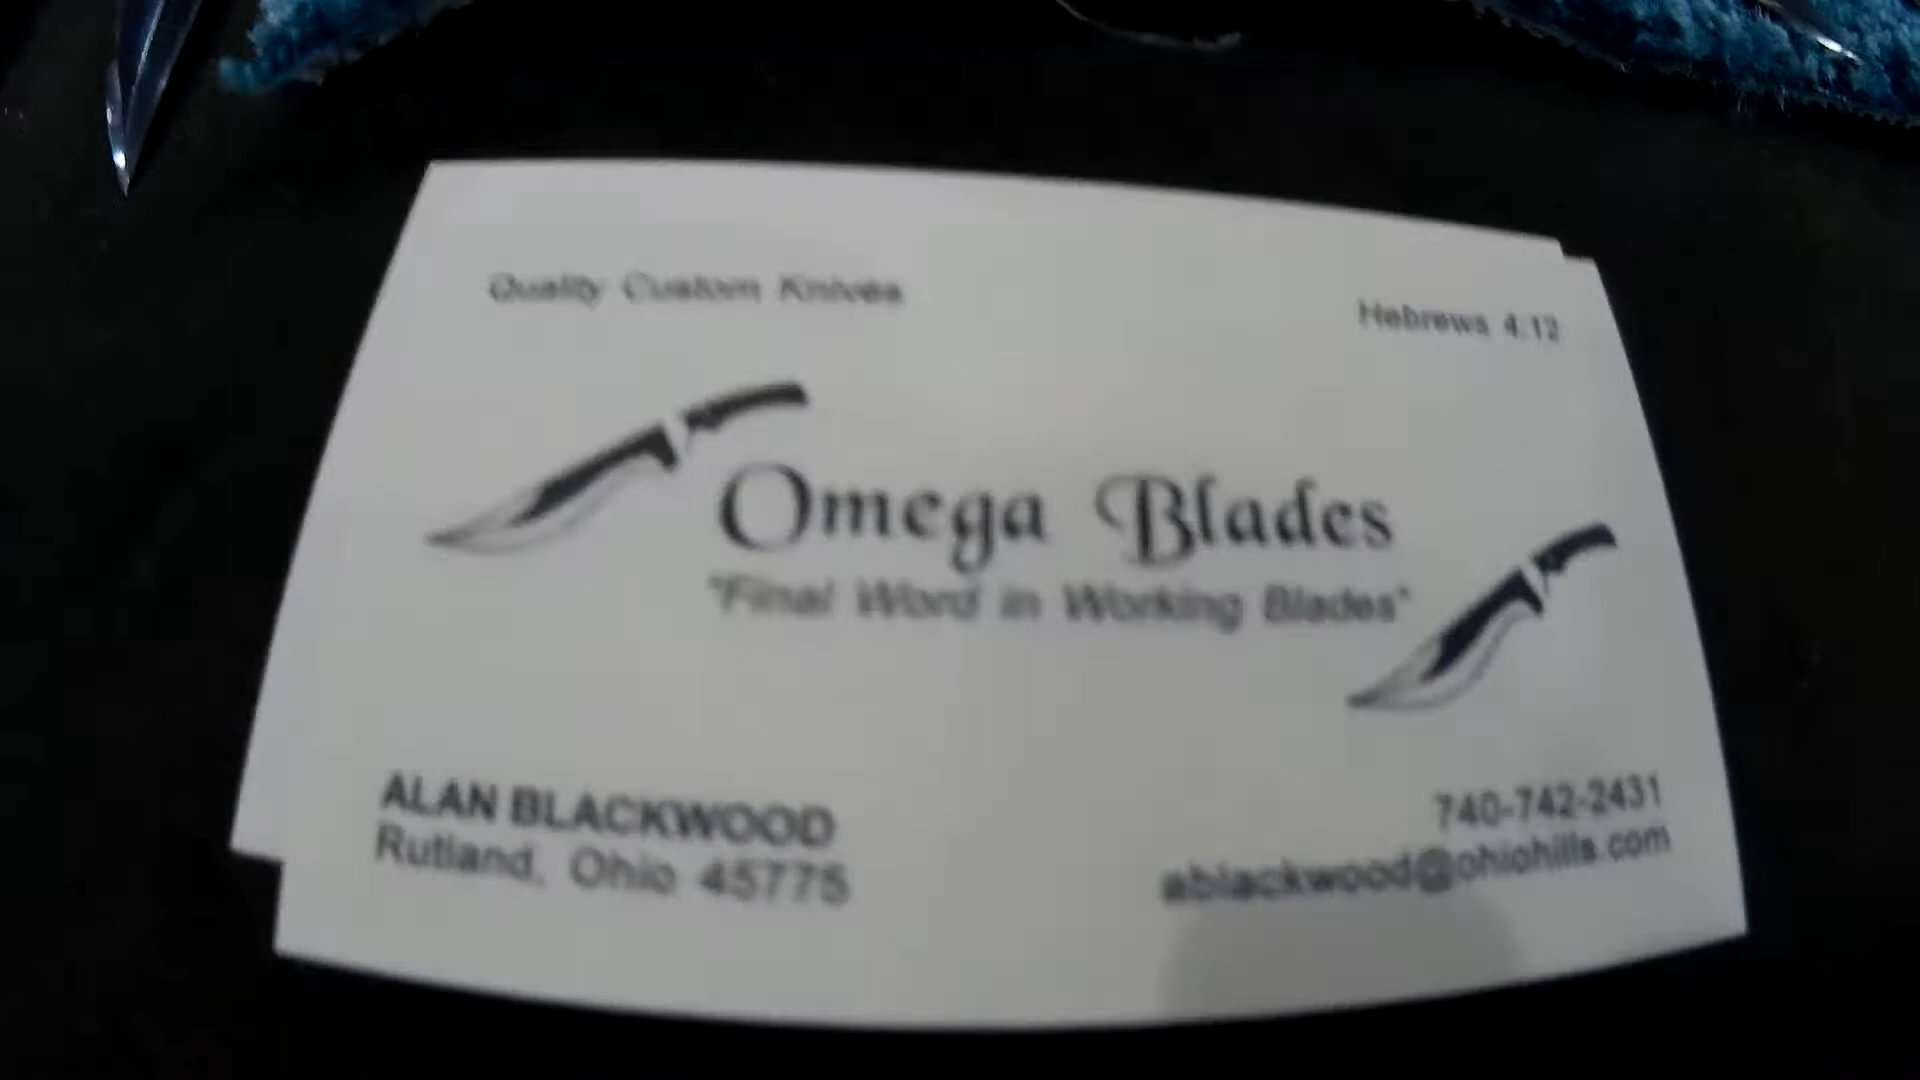 Quality Custom Knives
Hebrews 4:12
Omega Blades
"Final Word in Working Blades"
ALAN BLACKWOOD
Rutland, Ohio 45775
740-742-2431
ablackwood@ohiohills.com